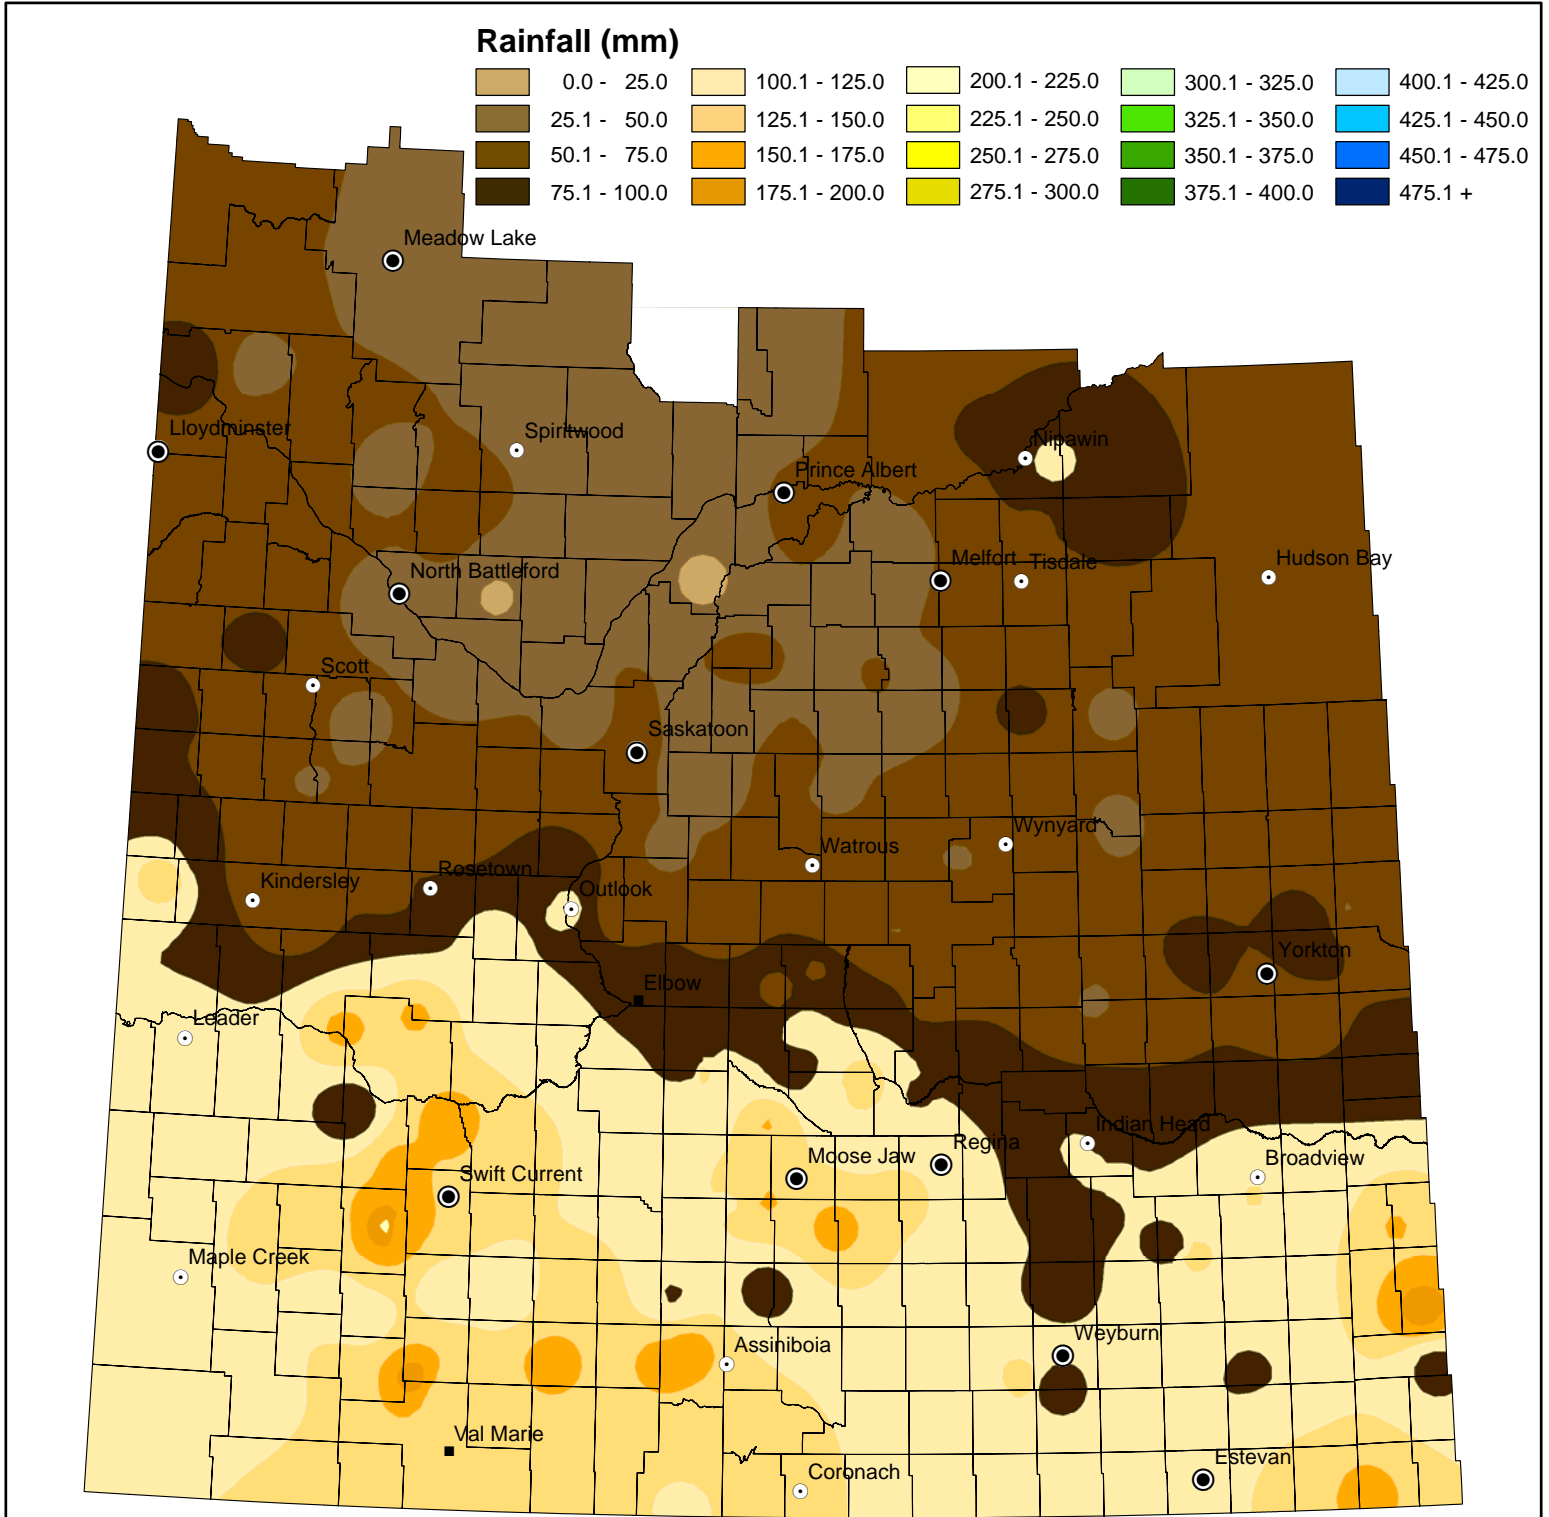 Rainfall (mm)
0.0 - 25.0
25.1 - 50.0
50.1 - 75.0
75.1 - 100.0
100.1 - 125.0
125.1 - 150.0
150.1 - 175.0
175.1 - 200.0
200.1 - 225.0
225.1 - 250.0
250.1 - 275.0
275.1 - 300.0
300.1 - 325.0
325.1 - 350.0
350.1 - 375.0
375.1 - 400.0
400.1 - 425.0
425.1 - 450.0
450.1 - 475.0
475.1 +
Meadow Lake
Lloydminster
Spiritwood
Nipawin
Prince Albert
North Battleford
Melfort
Tisdale
Hudson Bay
Scott
Saskatoon
Wynyard
Watrous
Rosetown
Kindersley
Outlook
Yorkton
Elbow
Leader
Indian Head
Regina
Moose Jaw
Broadview
Swift Current
Maple Creek
Weyburn
Assiniboia
Val Marie
Estevan
Coronach